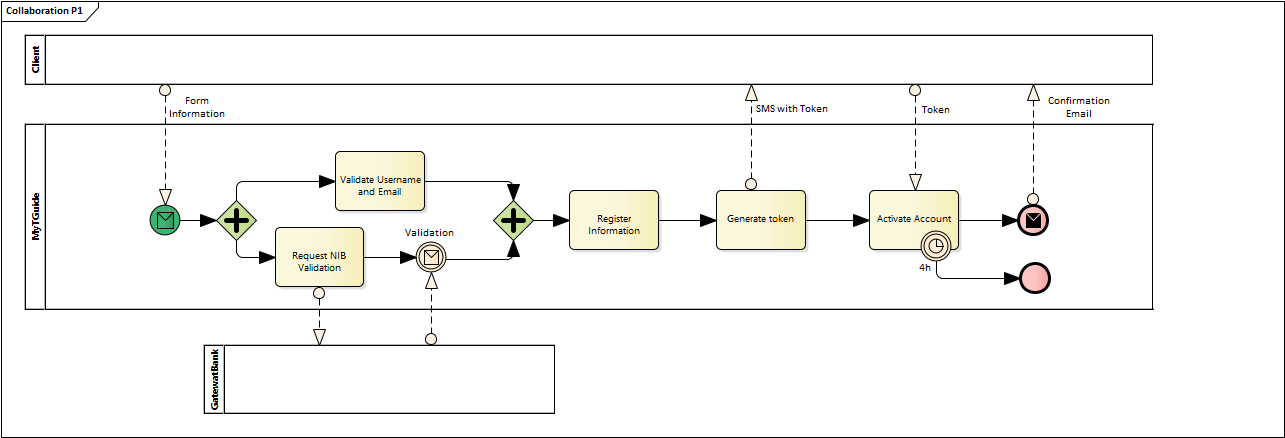 Collaboration P1
Client
Form
Information
SMS with Token
Token
Confirmation
Email
MyTGuide
Validate Username
and Email
Request NIB
Validation
Validation
Register
Information
Generate token
Activate Account
4h
GatewatBank